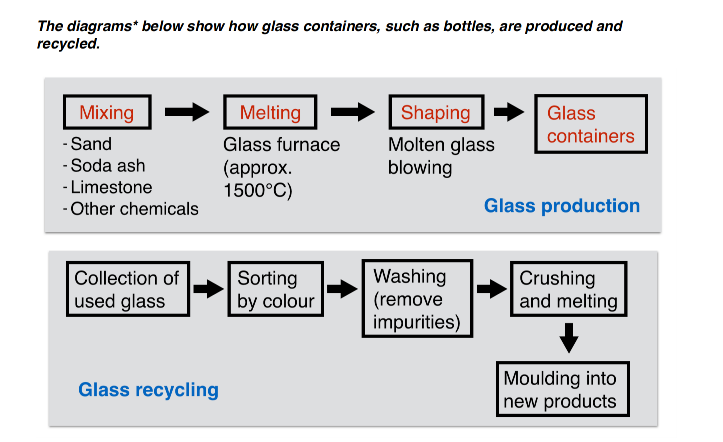 The diagrams* below show how glass containers, such as bottles, are produced and
recycled.
Mixing
- Sand
- Soda ash
- Limestone
- Other chemicals
Melting
Glass furnace
(approx.
1500°C)
Shaping
Molten glass
blowing
Glass
containers
Glass production
Collection of
used glass
Sorting
by colour
Washing
(remove
impurities)
Crushing
and melting
Moulding into
new products
Glass recycling